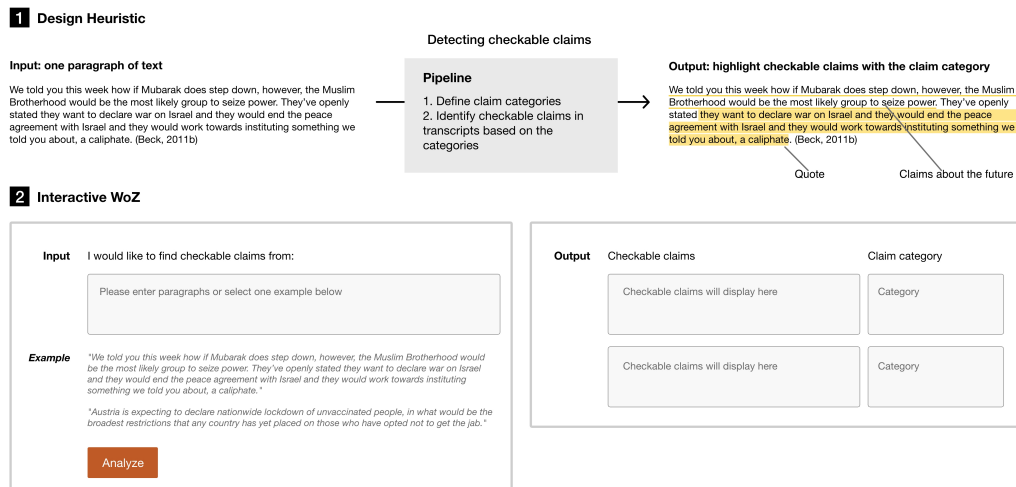 1 Design Heuristic
Detecting checkable claims
Input: one paragraph of text
We told you this week how if Mubarak does step down, however, the Muslim
Brotherhood would be the most likely group to seize power. They've openly
stated they want to declare war on Israel and they would end the peace
agreement with Israel and they would work towards instituting something we
told you about, a caliphate. (Beck, 2011b)
Pipeline
1. Define claim categories
2. Identify checkable claims in
transcripts based on the
categories
Output: highlight checkable claims with the claim category
We told you this week how if Mubarak does step down, however, the Muslim
Brotherhood would be the most likely group to seize power. They've openly
stated they want to declare war on Israel and they would end the peace
agreement with Israel and they would work towards instituting something we
told you about, a caliphate. (Beck, 2011b)
Quote
Claims about the future
2 Interactive WoZ
Input
I would like to find checkable claims from:
Please enter paragraphs or select one example below
Example
"We told you this week how if Mubarak does step down, however, the Muslim Brotherhood would
be the most likely group to seize power. They've openly stated they want to declare war on Israel
and they would end the peace agreement with Israel and they would work towards instituting
something we told you about, a caliphate."
"Austria is expecting to declare nationwide lockdown of unvaccinated people, in what would be the
broadest restrictions that any country has yet placed on those who have opted not to get the jab."
Analyze
Output
Checkable claims
Claim category
Checkable claims will display here
Category
Checkable claims will display here
Category